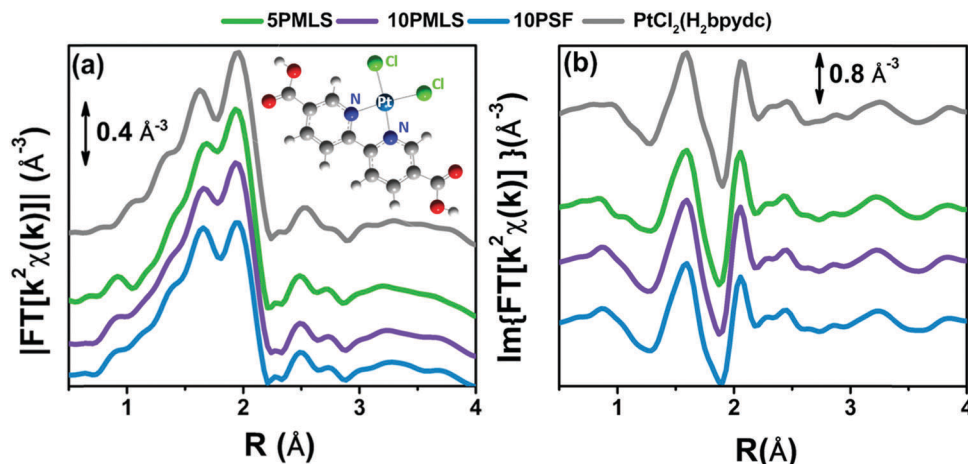 5PMLS 10PMLS 10PSF PtCl₂(H₂bpydc)
(a)
Cl
Cl
N
Pt
N
0.4 Å⁻³
|FT[k²χ(k)]| (Å⁻³)
1 2 3 4
R (Å)
(b)
0.8 Å⁻³
Im{FT[k²χ(k)] }(Å⁻³)
1 2 3 4
R(Å)